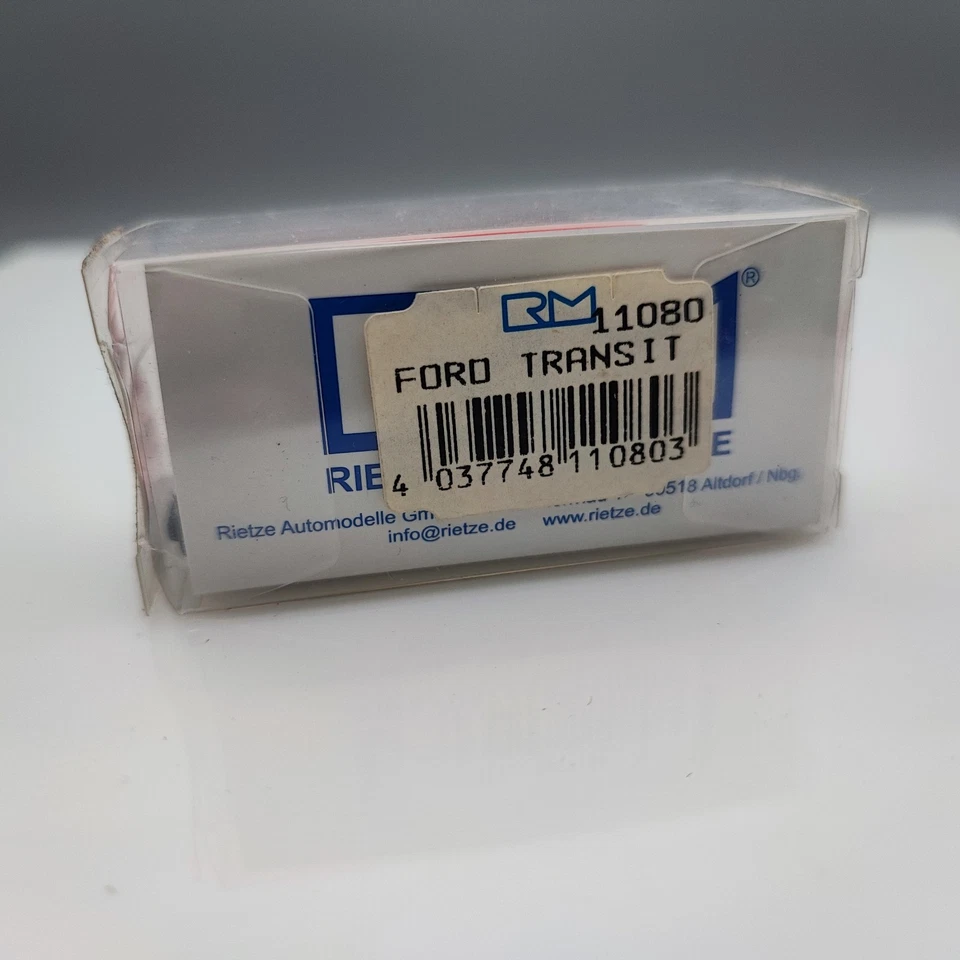 ®
RM 11080
FORD TRANSIT
4 037748 110803
Rietze Automodelle Altdorf / Nbg.
info@rietze.de www.rietze.de